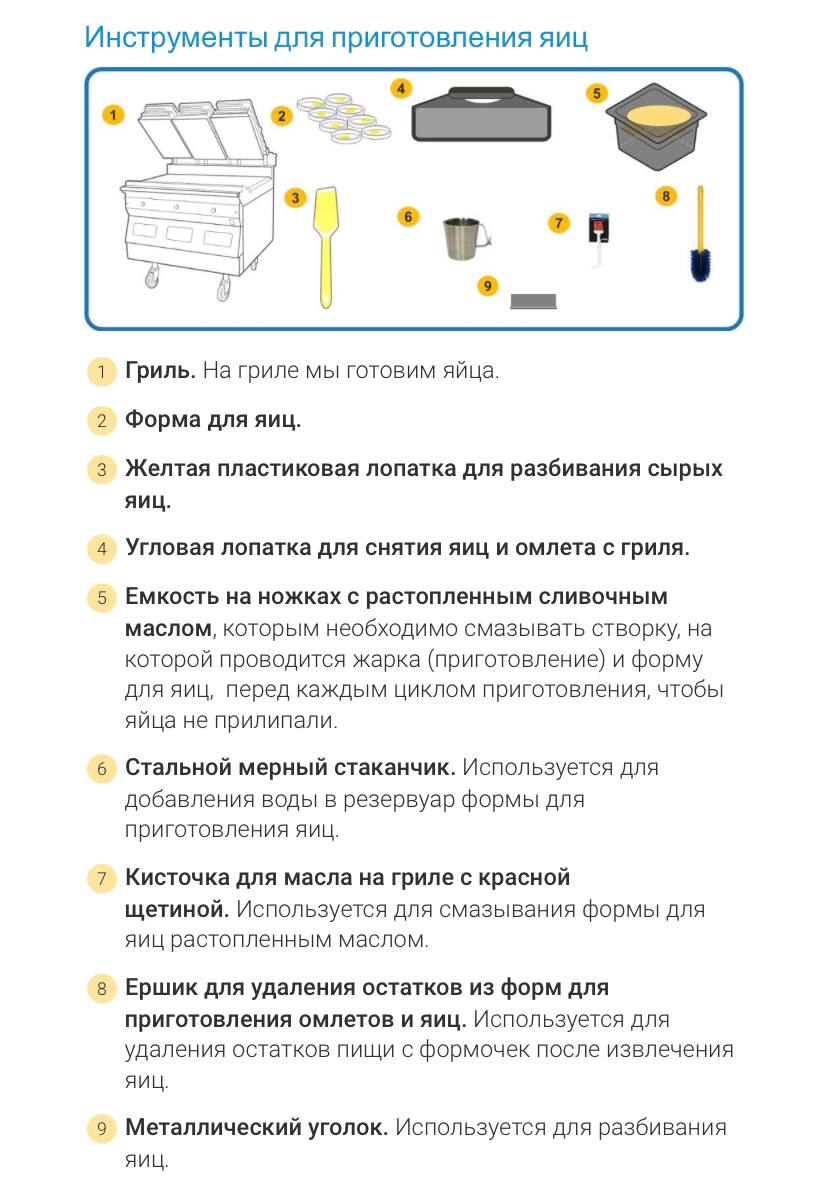 Инструменты для приготовления яиц
1
2
4
5
3
6
7
8
9
1 Гриль. На гриле мы готовим яйца.
2 Форма для яиц.
3 Желтая пластиковая лопатка для разбивания сырых
яиц.
4 Угловая лопатка для снятия яиц и омлета с гриля.
5 Емкость на ножках с растопленным сливочным
маслом, которым необходимо смазывать створку, на
которой проводится жарка (приготовление) и форму
для яиц, перед каждым циклом приготовления, чтобы
яйца не прилипали.
6 Стальной мерный стаканчик. Используется для
добавления воды в резервуар формы для
приготовления яиц.
7 Кисточка для масла на гриле с красной
щетиной. Используется для смазывания формы для
яиц растопленным маслом.
8 Ершик для удаления остатков из форм для
приготовления омлетов и яиц. Используется для
удаления остатков пищи с формочек после извлечения
яиц.
9 Металлический уголок. Используется для разбивания
яиц.